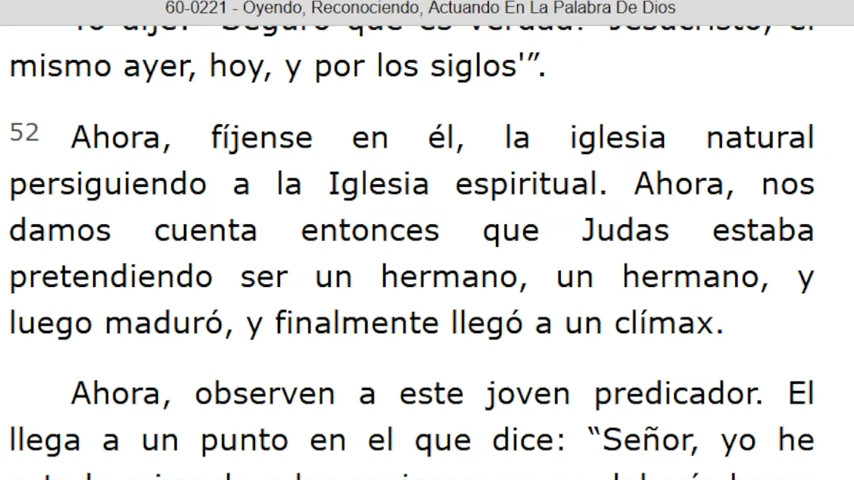 60-0221 - Oyendo, Reconociendo, Actuando En La Palabra De Dios
mismo ayer, hoy, y por los siglos'”.
52 Ahora, fíjense en él, la iglesia natural
persiguiendo a la Iglesia espiritual. Ahora, nos
damos cuenta entonces que Judas estaba
pretendiendo ser un hermano, un hermano, y
luego maduró, y finalmente llegó a un clímax.
Ahora, observen a este joven predicador. El
llega a un punto en el que dice: “Señor, yo he